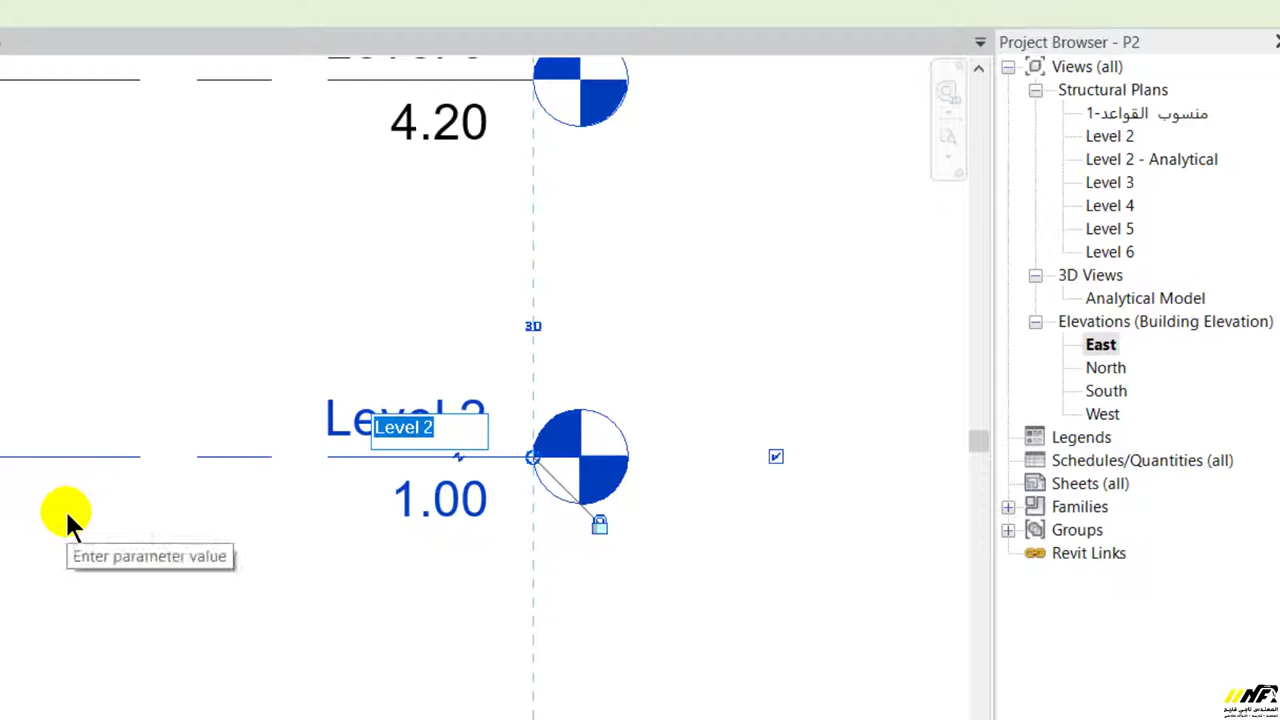 Project Browser - P2
Views (all)
Structural Plans
منسوب القواعد-1
Level 2
Level 2 - Analytical
Level 3
Level 4
Level 5
Level 6
3D Views
Analytical Model
Elevations (Building Elevation)
East
North
South
West
Legends
Schedules/Quantities (all)
Sheets (all)
Families
Groups
Revit Links
4.20
3D
Level 2
Level 2
1.00
Enter parameter value